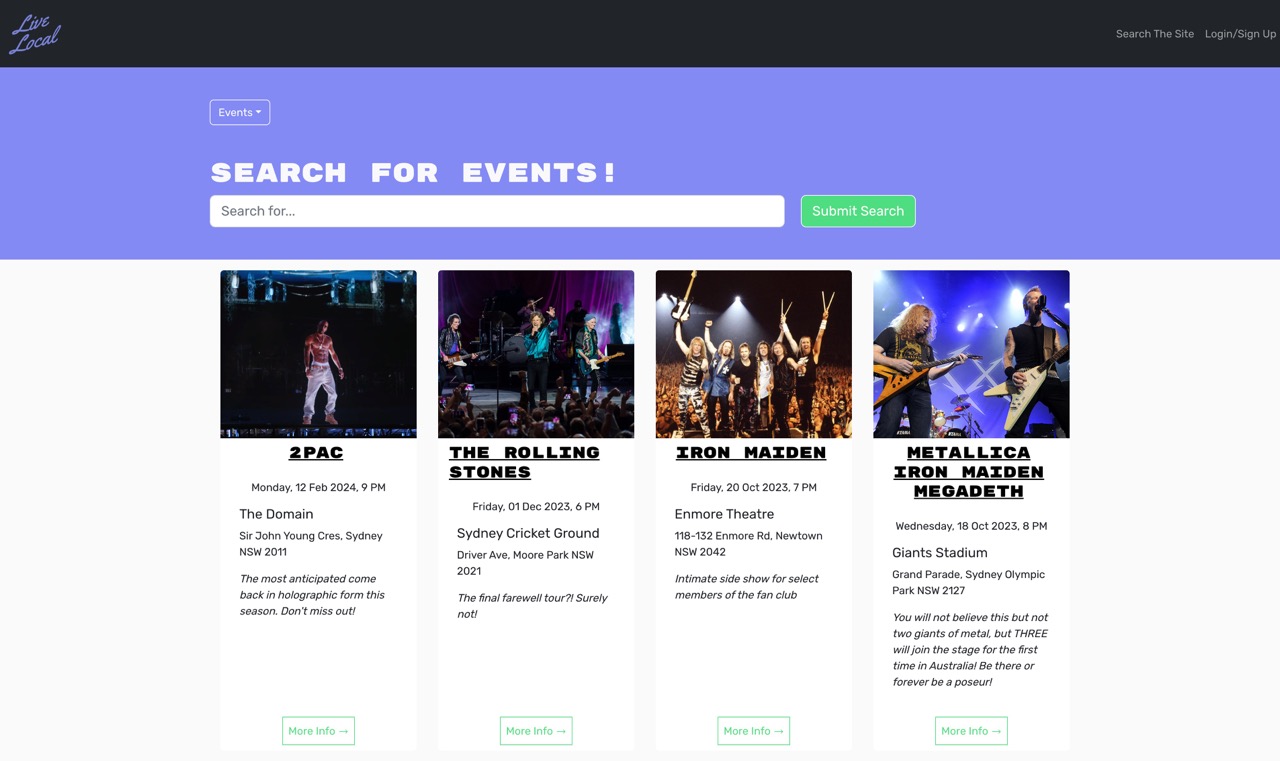 Live
Local
Search The Site Login/Sign Up
Events
SEARCH FOR EVENTS!
Search for...
Submit Search
2PAC
Monday, 12 Feb 2024, 9 PM
The Domain
Sir John Young Cres, Sydney
NSW 2011
The most anticipated come
back in holographic form this
season. Don't miss out!
More Info →
THE ROLLING
STONES
Friday, 01 Dec 2023, 6 PM
Sydney Cricket Ground
Driver Ave, Moore Park NSW
2021
The final farewell tour?! Surely
not!
More Info →
IRON MAIDEN
Friday, 20 Oct 2023, 7 PM
Enmore Theatre
118-132 Enmore Rd, Newtown
NSW 2042
Intimate side show for select
members of the fan club
More Info →
METALLICA
IRON MAIDEN
MEGADETH
Wednesday, 18 Oct 2023, 8 PM
Giants Stadium
Grand Parade, Sydney Olympic
Park NSW 2127
You will not believe this but not
two giants of metal, but THREE
will join the stage for the first
time in Australia! Be there or
forever be a poseur!
More Info →